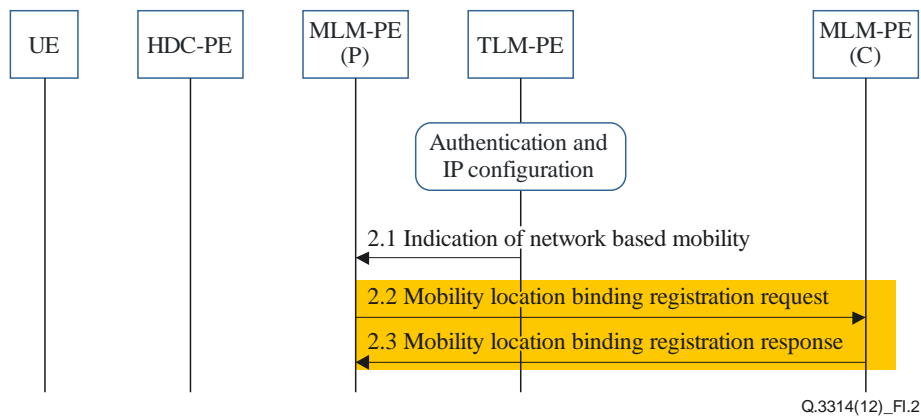 UE
HDC-PE
MLM-PE
(P)
TLM-PE
MLM-PE
(C)
Authentication and
IP configuration
2.1 Indication of network based mobility
2.2 Mobility location binding registration request
2.3 Mobility location binding registration response
Q.3314(12)_FI.2